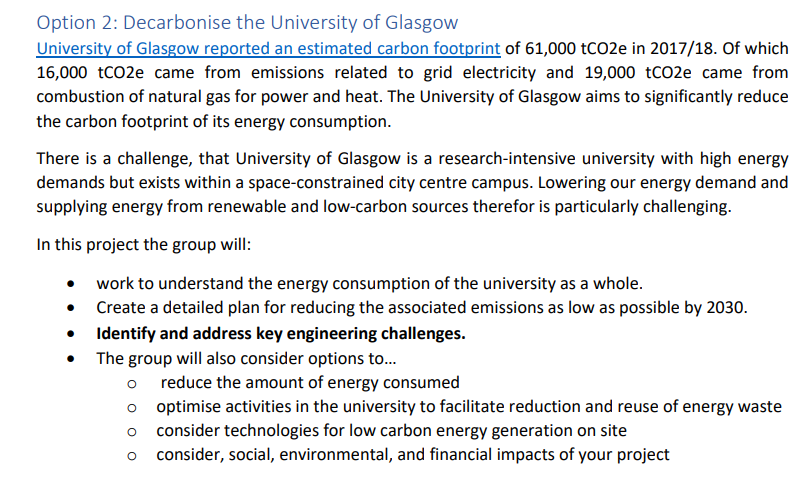 Option 2: Decarbonise the University of Glasgow
University of Glasgow reported an estimated carbon footprint of 61,000 tCO2e in 2017/18. Of which
16,000 tCO2e came from emissions related to grid electricity and 19,000 tCO2e came from
combustion of natural gas for power and heat. The University of Glasgow aims to significantly reduce
the carbon footprint of its energy consumption.
There is a challenge, that University of Glasgow is a research-intensive university with high energy
demands but exists within a space-constrained city centre campus. Lowering our energy demand and
supplying energy from renewable and low-carbon sources therefor is particularly challenging.
In this project the group will:
• work to understand the energy consumption of the university as a whole.
• Create a detailed plan for reducing the associated emissions as low as possible by 2030.
• Identify and address key engineering challenges.
• The group will also consider options to...
o reduce the amount of energy consumed
o optimise activities in the university to facilitate reduction and reuse of energy waste
o consider technologies for low carbon energy generation on site
o consider, social, environmental, and financial impacts of your project